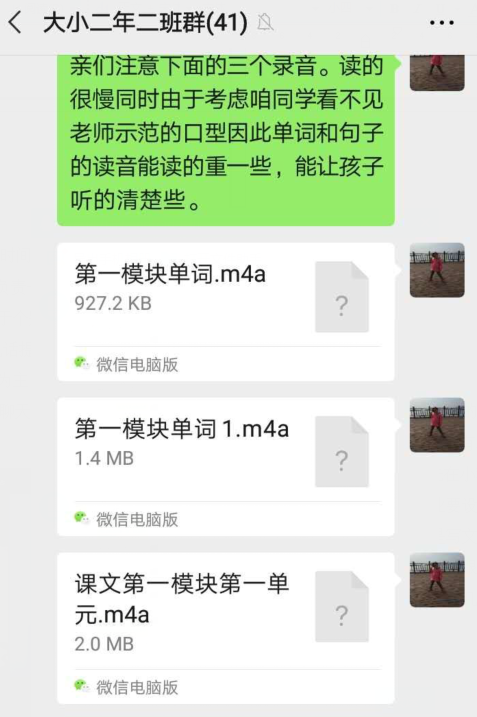 大小二年二班群(41)
亲们注意下面的三个录音。读的
很慢同时由于考虑咱同学看不见
老师示范的口型因此单词和句子
的读音能读的重一些，能让孩子
听的清楚些。
第一模块单词.m4a
927.2 KB
?
微信电脑版
第一模块单词 1.m4a
1.4 MB
?
微信电脑版
课文第一模块第一单
元.m4a
2.0 MB
?
微信电脑版